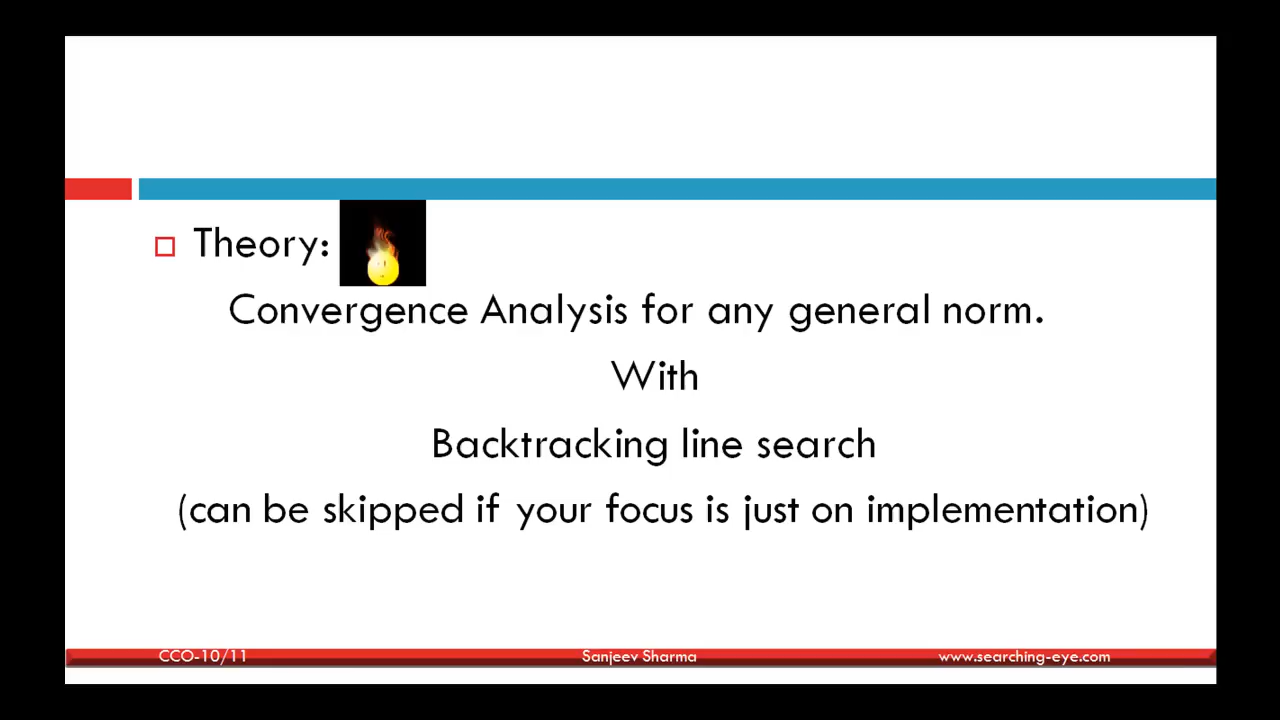 Theory:
Convergence Analysis for any general norm.
With
Backtracking line search
(can be skipped if your focus is just on implementation)
CCO-10/11 Sanjeev Sharma www.searching-eye.com